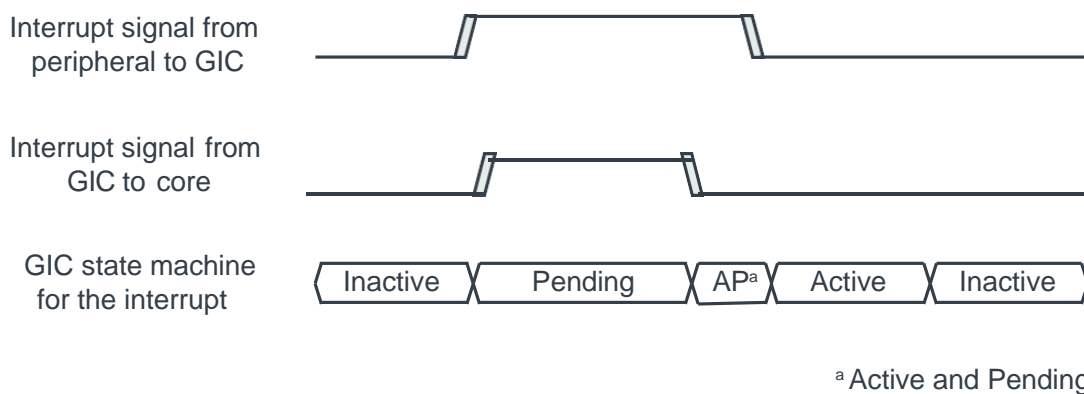 Interrupt signal from
peripheral to GIC
Interrupt signal from
GIC to core
GIC state machine
for the interrupt
Inactive Pending APª Active Inactive
ª Active and Pending